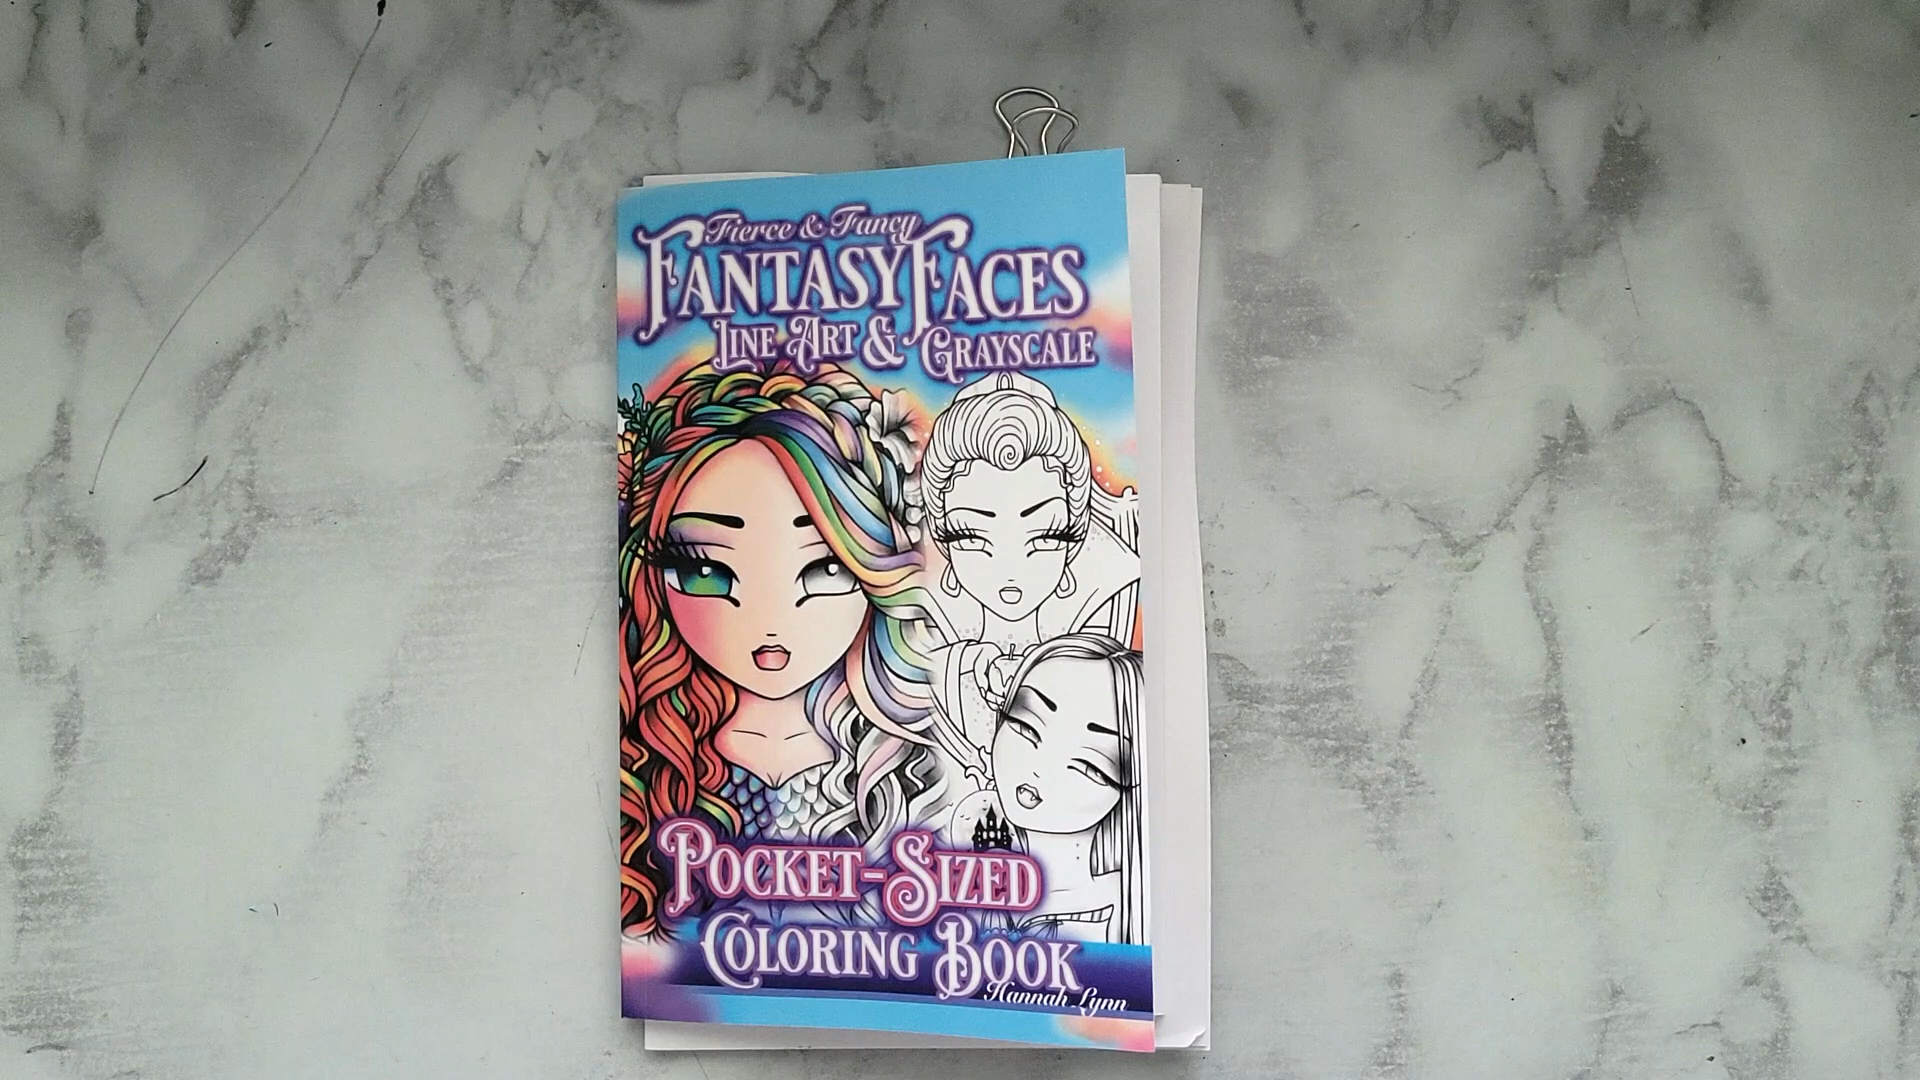 Fierce & Fancy
FANTASY FACES
LINE ART & GRAYSCALE
POCKET-SIZED
COLORING BOOK
Hannah Lynn